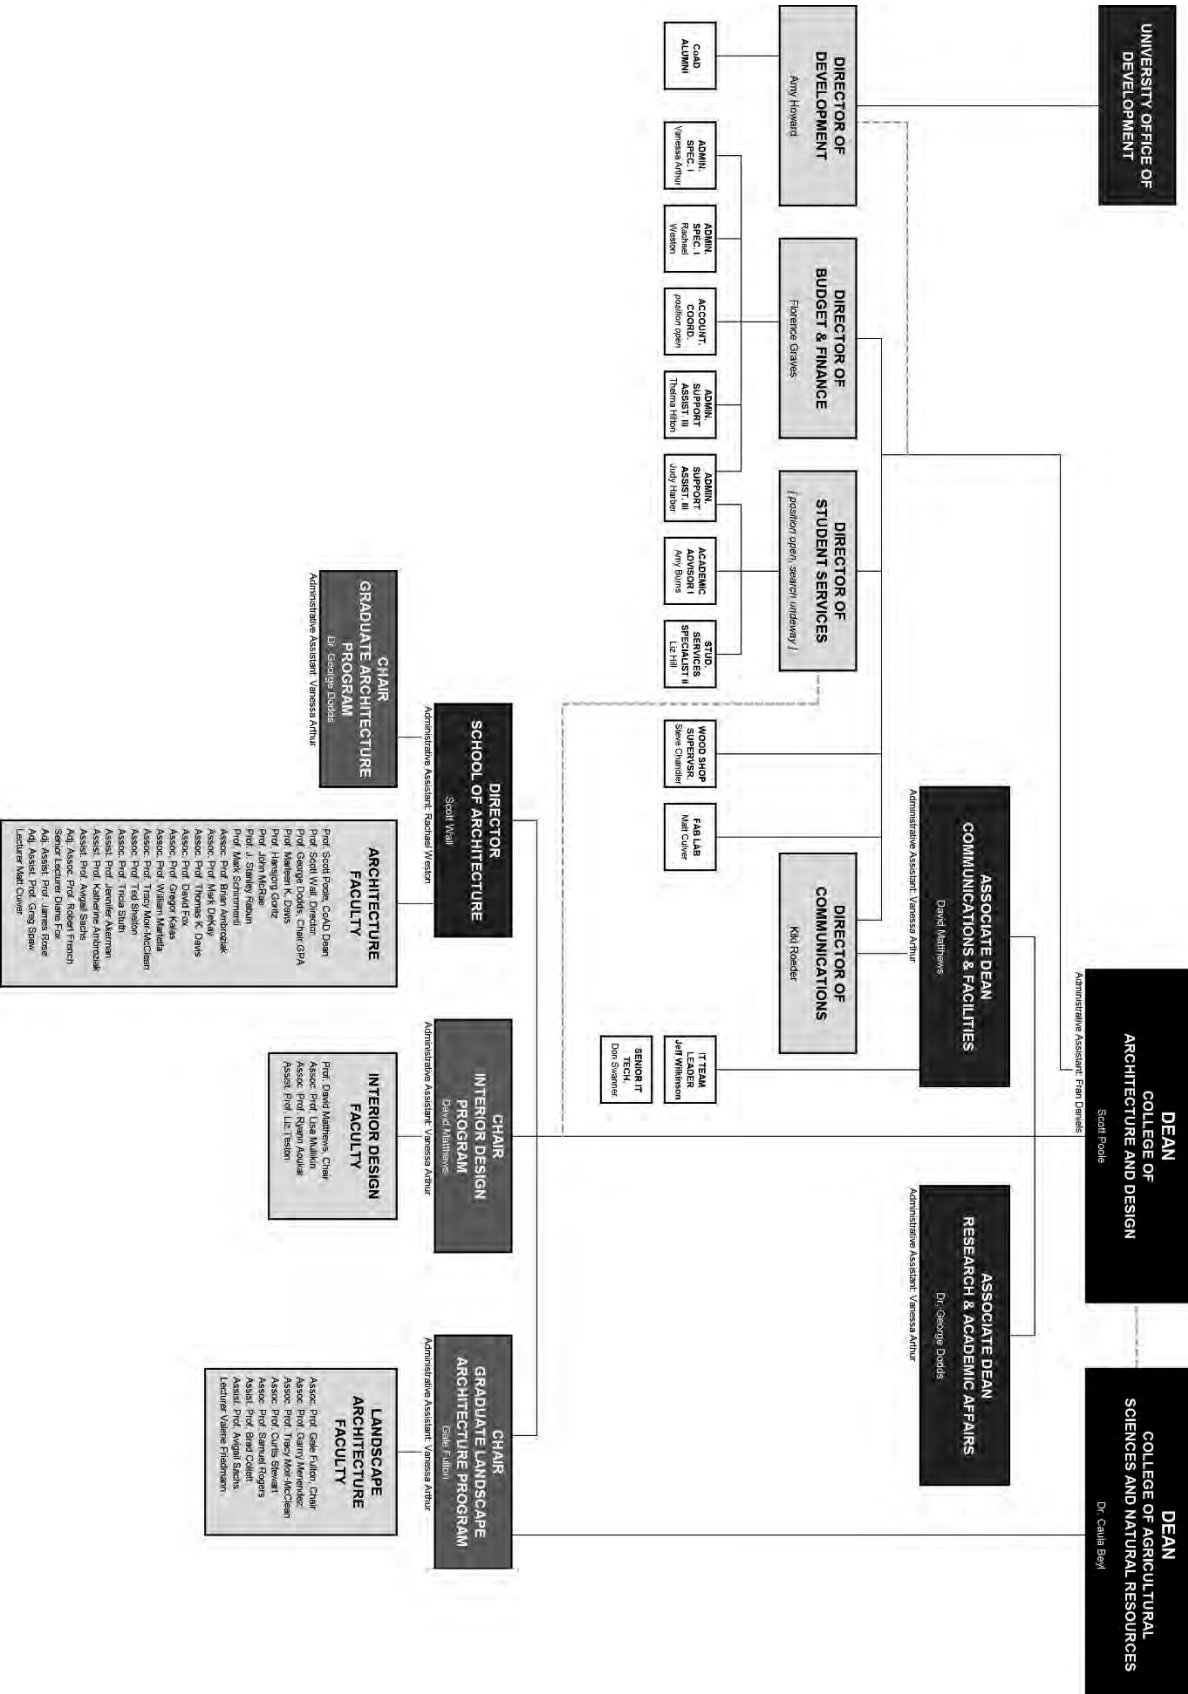 UNIVERSITY OFFICE OF
DEVELOPMENT
DEAN
COLLEGE OF
ARCHITECTURE AND DESIGN
Scott Poole
Administrative Assistant: Fran Daniels
DEAN
COLLEGE OF AGRICULTURAL
SCIENCES AND NATURAL RESOURCES
Dr. Caula Beyl
ASSOCIATE DEAN
COMMUNICATIONS & FACILITIES
David Matthews
Administrative Assistant: Vanessa Arthur
ASSOCIATE DEAN
RESEARCH & ACADEMIC AFFAIRS
Dr. George Dodds
Administrative Assistant: Vanessa Arthur
DIRECTOR OF
DEVELOPMENT
Amy Howard
DIRECTOR OF
BUDGET & FINANCE
Florence Graves
DIRECTOR OF
STUDENT SERVICES
[ position open, search undeway ]
DIRECTOR OF
COMMUNICATIONS
Kiki Roeder
CoAD
ALUMNI
ADMIN.
SPEC. I
Vanessa Arthur
ADMIN.
SPEC. I
Rachael
Weston
ACCOUNT.
COORD.
position open
ADMIN.
SUPPORT
ASSIST. III
Thelma Hilton
ADMIN.
SUPPORT
ASSIST. III
Judy Harber
ACADEMIC
ADVISOR I
Amy Burns
STUD.
SERVICES
SPECIALIST II
Liz Hill
WOOD SHOP
SUPERVSR.
Steve Chandler
FAB LAB
Matt Culver
IT TEAM
LEADER
Jeff Wilkinson
SENIOR IT
TECH.
Don Swanner
DIRECTOR
SCHOOL OF ARCHITECTURE
Scott Wall
Administrative Assistant: Rachael Weston
CHAIR
INTERIOR DESIGN
PROGRAM
David Matthews
Administrative Assistant: Vanessa Arthur
CHAIR
GRADUATE LANDSCAPE
ARCHITECTURE PROGRAM
Gale Fulton
Administrative Assistant: Vanessa Arthur
CHAIR
GRADUATE ARCHITECTURE
PROGRAM
Dr. George Dodds
Administrative Assistant: Vanessa Arthur
ARCHITECTURE
FACULTY
Prof. Scott Poole, CoAD Dean
Prof. Scott Wall, Director
Prof. George Dodds, Chair GPA
Prof. Marleen K. Davis
Prof. Hansjorg Goritz
Prof. John McRae
Prof. J. Stanley Rabun
Prof. Mark Schimmenti
Assoc. Prof. Brian Ambroziak
Assoc. Prof. Mark DeKay
Assoc. Prof. Thomas K. Davis
Assoc. Prof. David Fox
Assoc. Prof. Gregor Kalas
Assoc. Prof. William Martella
Assoc. Prof. Tracy Moir-McClean
Assoc. Prof. Ted Shelton
Assoc. Prof. Tricia Stuth
Assist. Prof. Jennifer Akerman
Assist. Prof. Katherine Ambroziak
Assist. Prof. Avigail Sachs
Adj. Assoc. Prof. Robert French
Senior Lecturer Diane Fox
Adj. Assist. Prof. James Rose
Adj. Assist. Prof. Greg Spaw
Lecturer Matt Culver
INTERIOR DESIGN
FACULTY
Prof. David Matthews, Chair
Assoc. Prof. Lisa Mullikin
Assoc. Prof. Ryann Aoukar
Assist. Prof. Liz Teston
LANDSCAPE
ARCHITECTURE
FACULTY
Assoc. Prof. Gale Fulton, Chair
Assoc. Prof. Garny Menendez
Assoc. Prof. Tracy Moir-McClean
Assoc. Prof. Curtis Stewart
Assoc. Prof. Samuel Rogers
Assist. Prof. Brad Collett
Assist. Prof. Avigail Sachs
Lecturer Valerie Friedmann